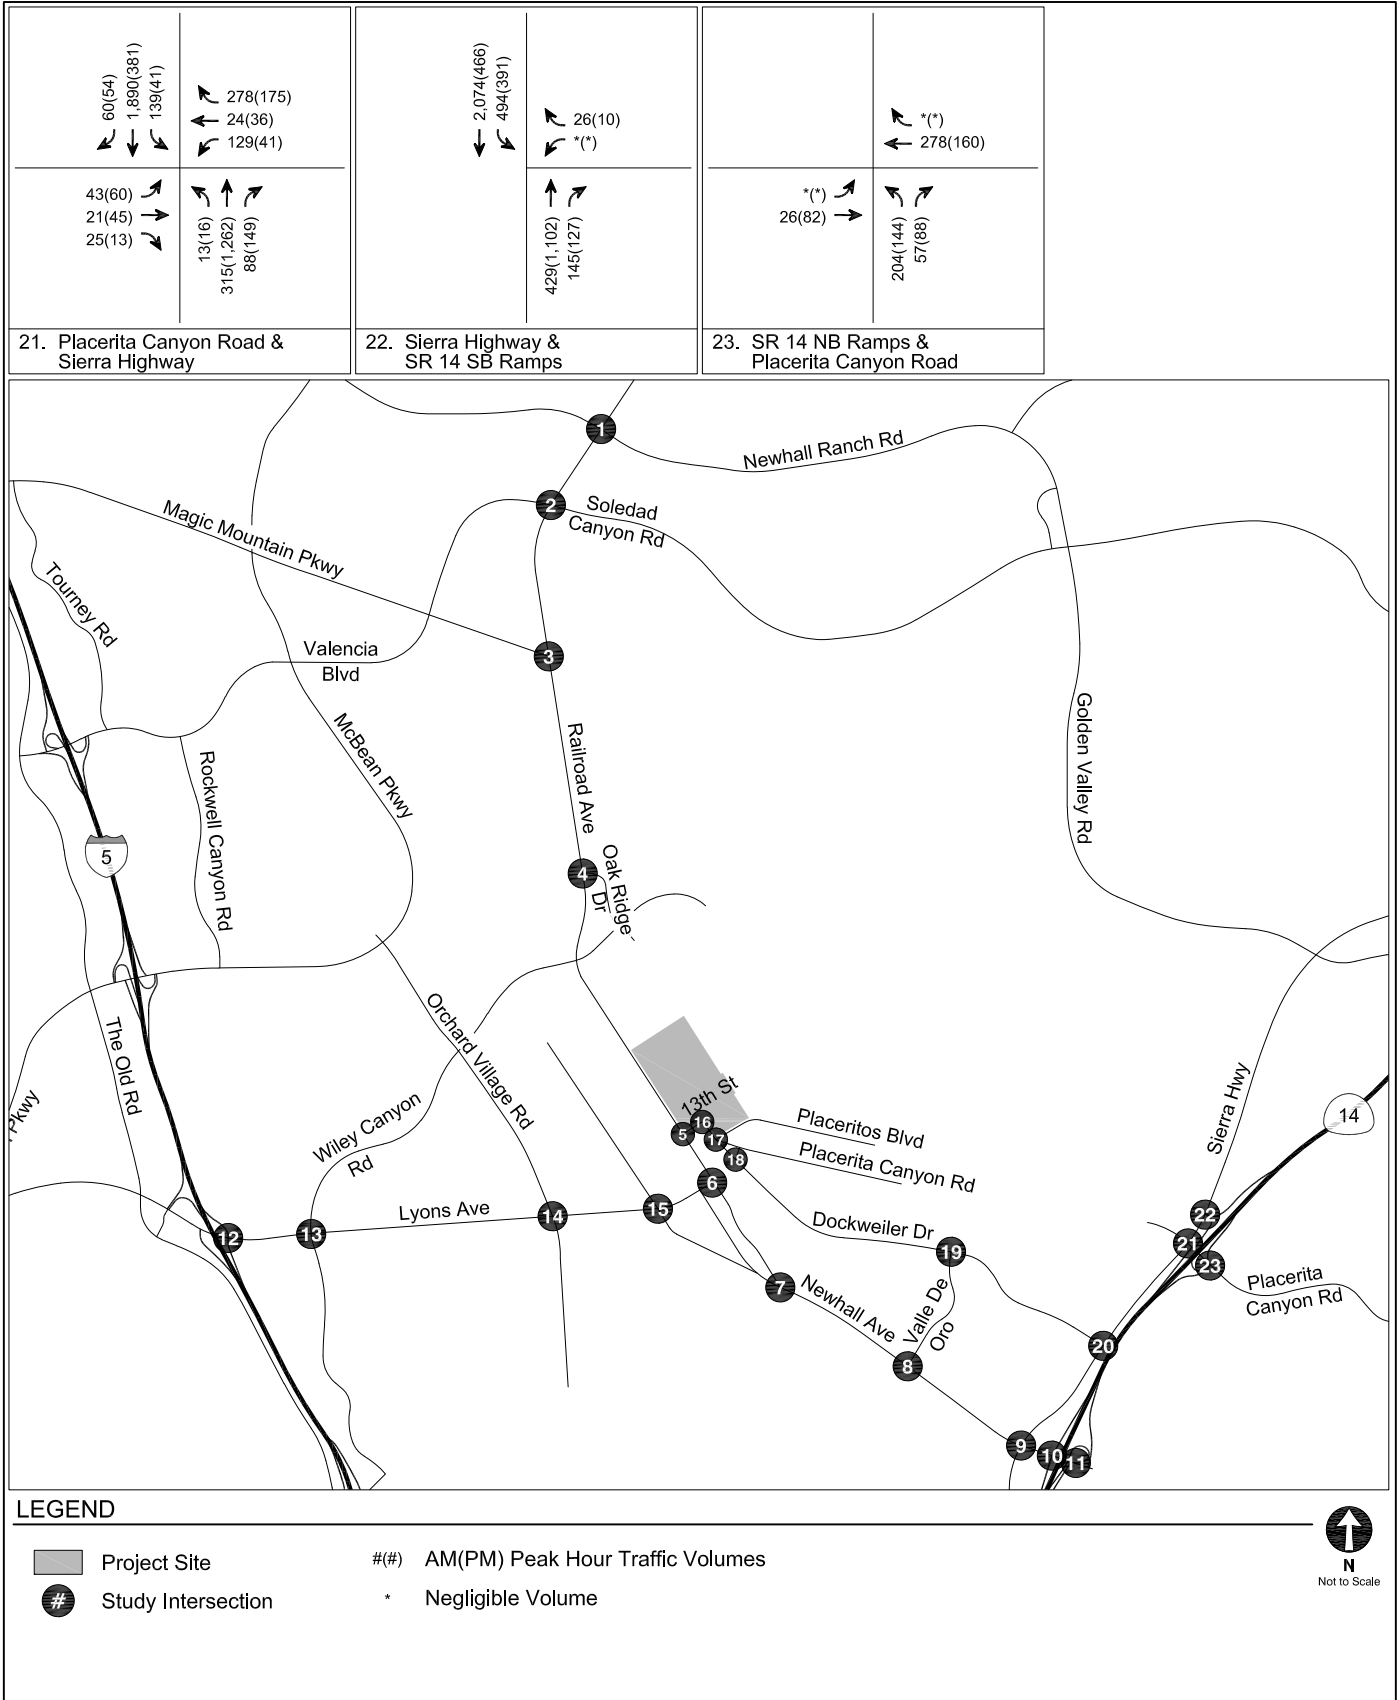 60(54)
1,890(381)
139(41)
278(175)
24(36)
129(41)
43(60)
21(45)
25(13)
13(16)
315(1,262)
88(149)
21. Placerita Canyon Road &
Sierra Highway
2,074(466)
494(391)
26(10)
*(*)
429(1,102)
145(127)
22. Sierra Highway &
SR 14 SB Ramps
*(*)
278(160)
*(*)
26(82)
204(144)
57(88)
23. SR 14 NB Ramps &
Placerita Canyon Road
1
Newhall Ranch Rd
2
Soledad
Canyon Rd
Magic Mountain Pkwy
Tourney Rd
Valencia
Blvd
3
McBean Pkwy
Railroad Ave
Golden Valley Rd
Rockwell Canyon Rd
5
4
Oak Ridge
Dr
Orchard Village Rd
The Old Rd
Pkwy
Wiley Canyon
Rd
13th St
16
5
17
18
Placeritos Blvd
Placerita Canyon Rd
Sierra Hwy
14
6
Lyons Ave
12
13
14
15
Dockweiler Dr
19
22
21
23
Placerita
Canyon Rd
7
Newhall Ave
Valle De
Oro
8
20
9
10
11
LEGEND
Project Site
#(#) AM(PM) Peak Hour Traffic Volumes
# Study Intersection
* Negligible Volume
N
Not to Scale